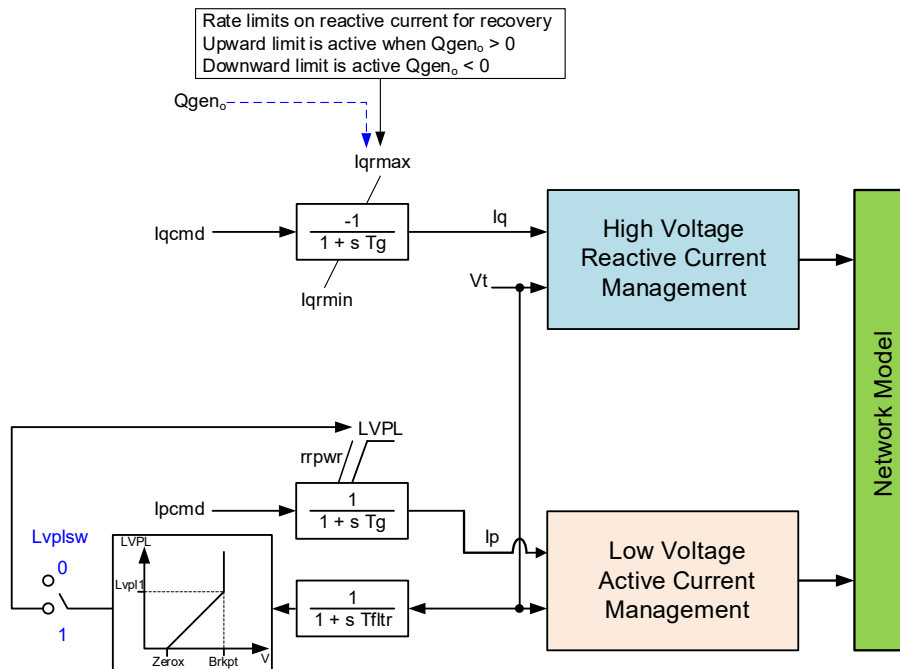 Rate limits on reactive current for recovery
Upward limit is active when Qgenₒ > 0
Downward limit is active Qgenₒ < 0
Qgenₒ
Iqrmax
Iqcmd
-1
1 + s Tg
Iqrmin
Iq
Vt
High Voltage
Reactive Current
Management
Network Model
LVPL
rrpwr
Ipcmd
1
1 + s Tg
Ip
Low Voltage
Active Current
Management
Lvplsw
0
1
LVPL
Lvpl1
Zerox
Brkpt
V
1
1 + s Tfltr